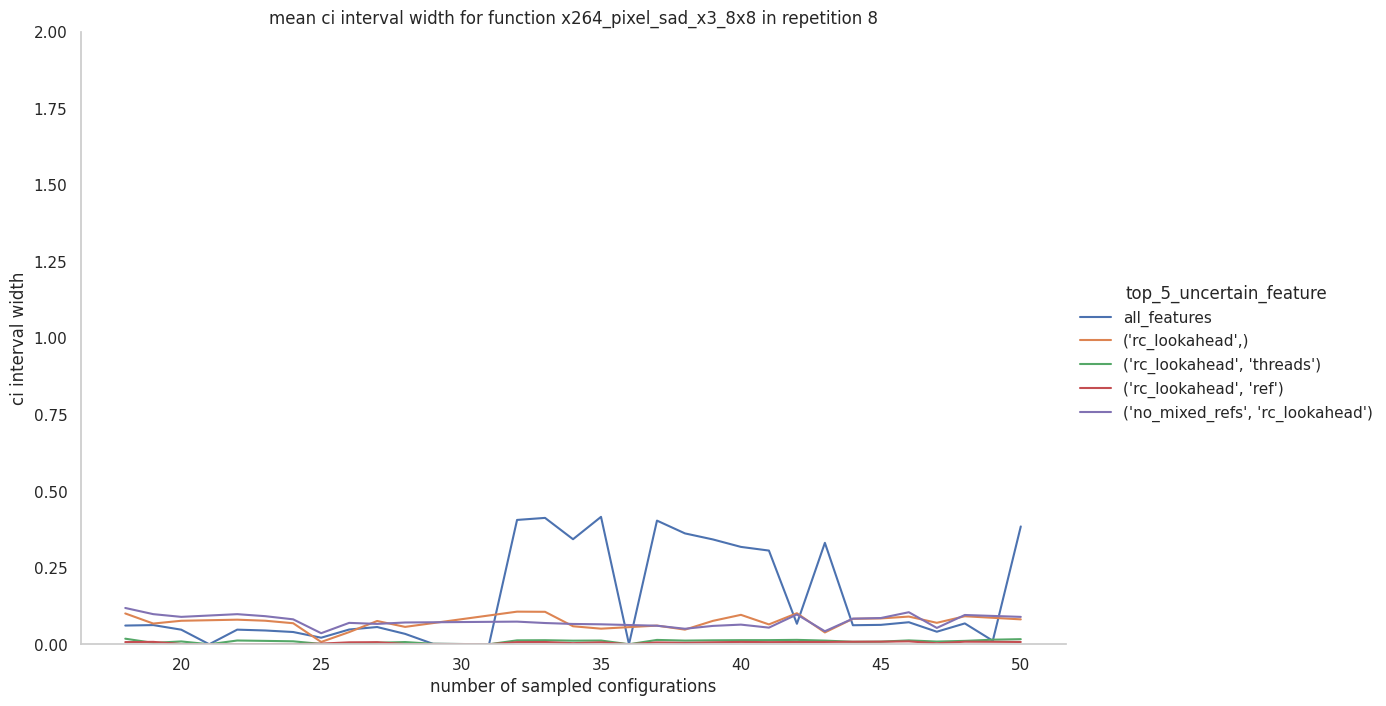 mean ci interval width for function x264_pixel_sad_x3_8x8 in repetition 8
2.00
1.75
1.50
1.25
1.00
0.75
0.50
0.25
0.00
ci interval width
20
25
30
35
40
45
50
number of sampled configurations
top_5_uncertain_feature
all_features
('rc_lookahead',)
('rc_lookahead', 'threads')
('rc_lookahead', 'ref')
('no_mixed_refs', 'rc_lookahead')